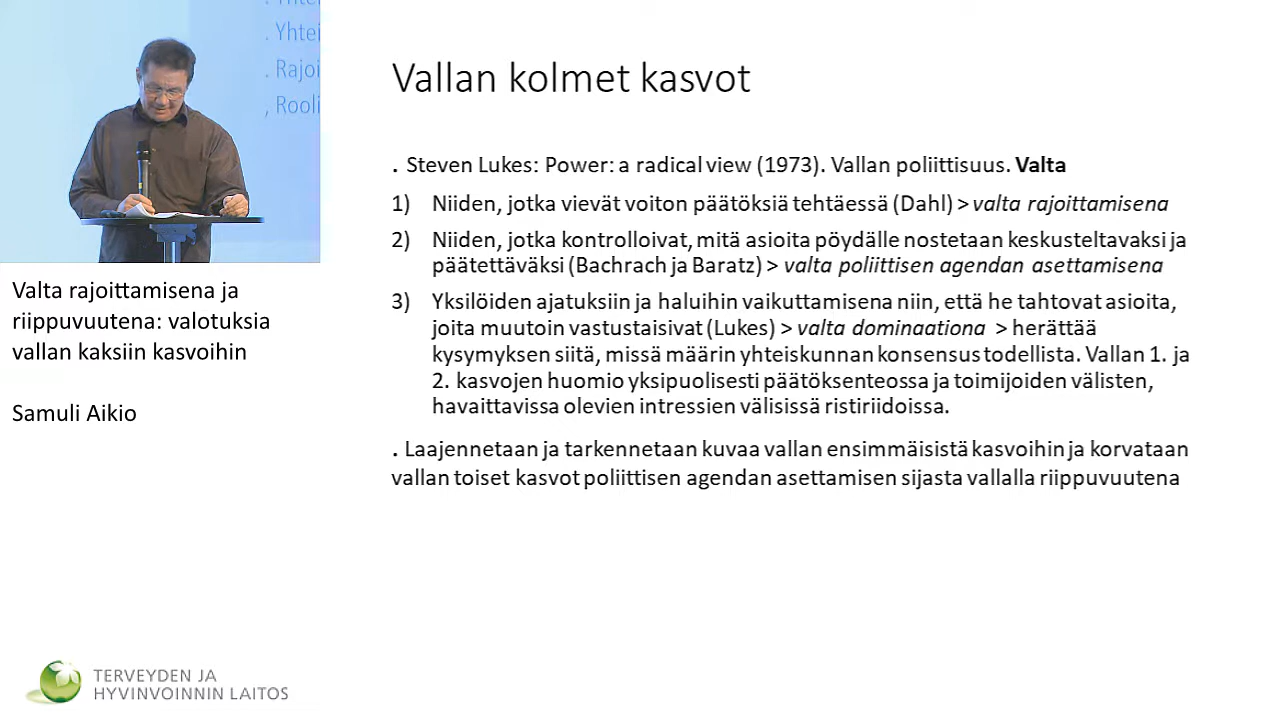 . Yhtei
. Rajoi
, Rooli
Valta rajoittamisena ja
riippuvuutena: valotuksia
vallan kaksiin kasvoihin
Samuli Aikio
TERVEYDEN JA
HYVINVOINNIN LAITOS
Vallan kolmet kasvot
. Steven Lukes: Power: a radical view (1973). Vallan poliittisuus. Valta
1) Niiden, jotka vievät voiton päätöksiä tehtäessä (Dahl) > valta rajoittamisena
2) Niiden, jotka kontrolloivat, mitä asioita pöydälle nostetaan keskusteltavaksi ja
päätettäväksi (Bachrach ja Baratz) > valta poliittisen agendan asettamisena
3) Yksilöiden ajatuksiin ja haluihin vaikuttamisena niin, että he tahtovat asioita,
joita muutoin vastustaisivat (Lukes) > valta dominaationa > herättää
kysymyksen siitä, missä määrin yhteiskunnan konsensus todellista. Vallan 1. ja
2. kasvojen huomio yksipuolisesti päätöksenteossa ja toimijoiden välisten,
havaittavissa olevien intressien välisissä ristiriidoissa.
. Laajennetaan ja tarkennetaan kuvaa vallan ensimmäisistä kasvoihin ja korvataan
vallan toiset kasvot poliittisen agendan asettamisen sijasta vallalla riippuvuutena